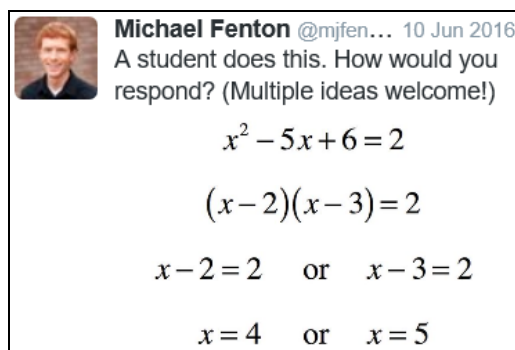 Michael Fenton @mjfen... 10 Jun 2016
A student does this. How would you
respond? (Multiple ideas welcome!)
x² – 5x + 6 = 2
(x – 2)(x – 3) = 2
x – 2 = 2 or x – 3 = 2
x = 4 or x = 5